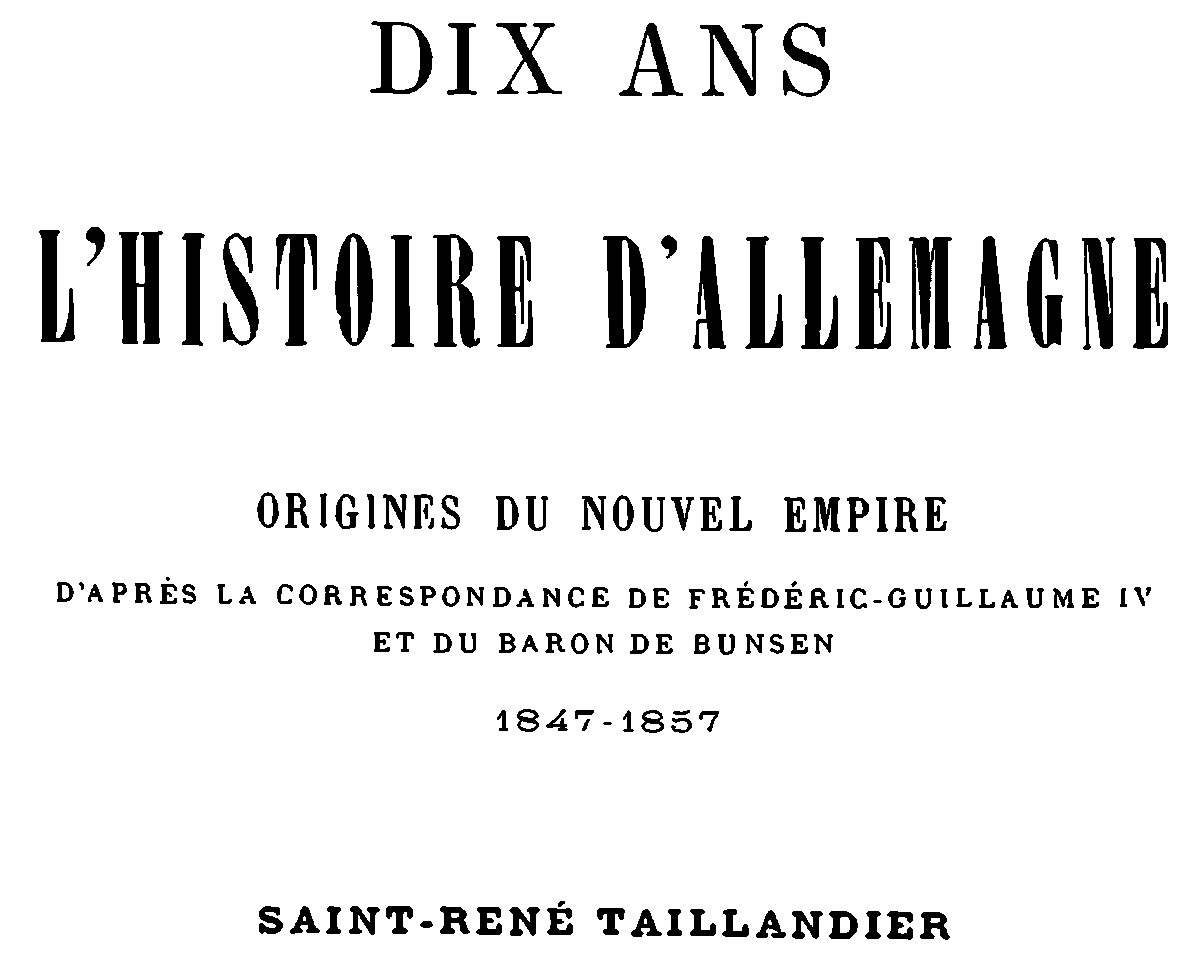 DIX ANS
L'HISTOIRE D'ALLEMAGNE
ORIGINES DU NOUVEL EMPIRE
D'APRÈS LA CORRESPONDANCE DE FRÉDÉRIC-GUILLAUME IV
ET DU BARON DE BUNSEN
1847-1857
SAINT-RENÉ TAILLANDIER